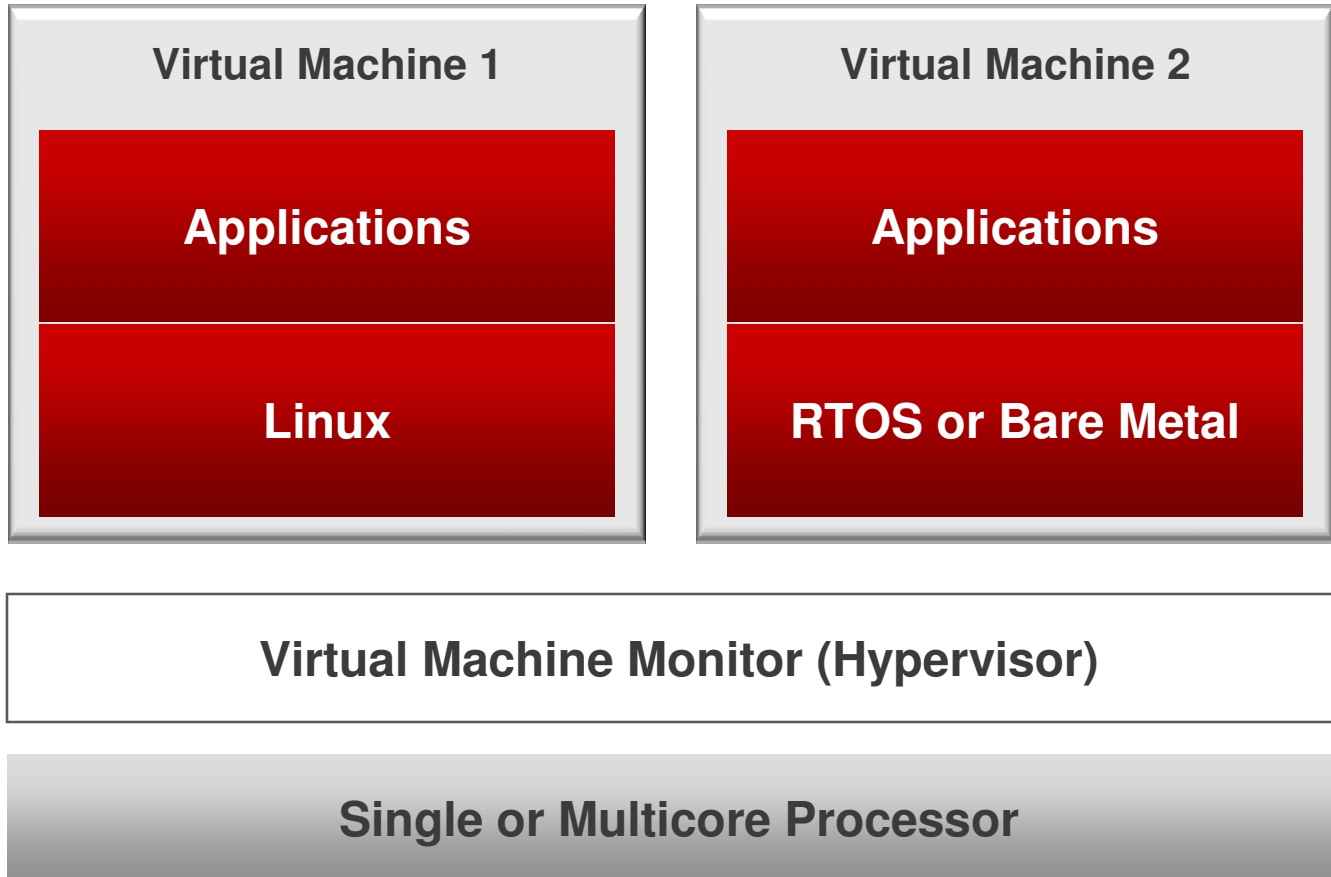 Virtual Machine 1
Applications
Linux
Virtual Machine 2
Applications
RTOS or Bare Metal
Virtual Machine Monitor (Hypervisor)
Single or Multicore Processor